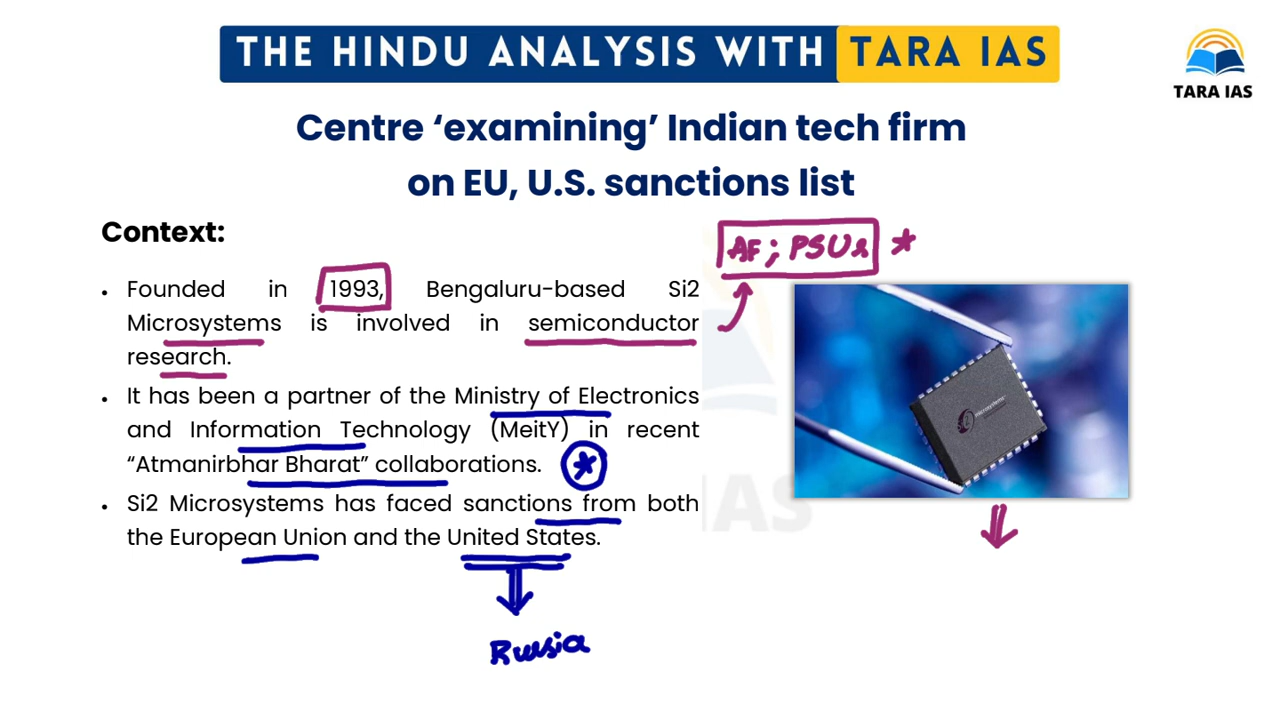 THE HINDU ANALYSIS WITH TARA IAS
TARA IAS
Centre ‘examining’ Indian tech firm
on EU, U.S. sanctions list
Context:
AF; PSUs *
• Founded in 1993, Bengaluru-based Si2
Microsystems is involved in semiconductor
research.
• It has been a partner of the Ministry of Electronics
and Information Technology (MeitY) in recent
“Atmanirbhar Bharat” collaborations.
• Si2 Microsystems has faced sanctions from both
the European Union and the United States.
Russia
microsystems
IAS